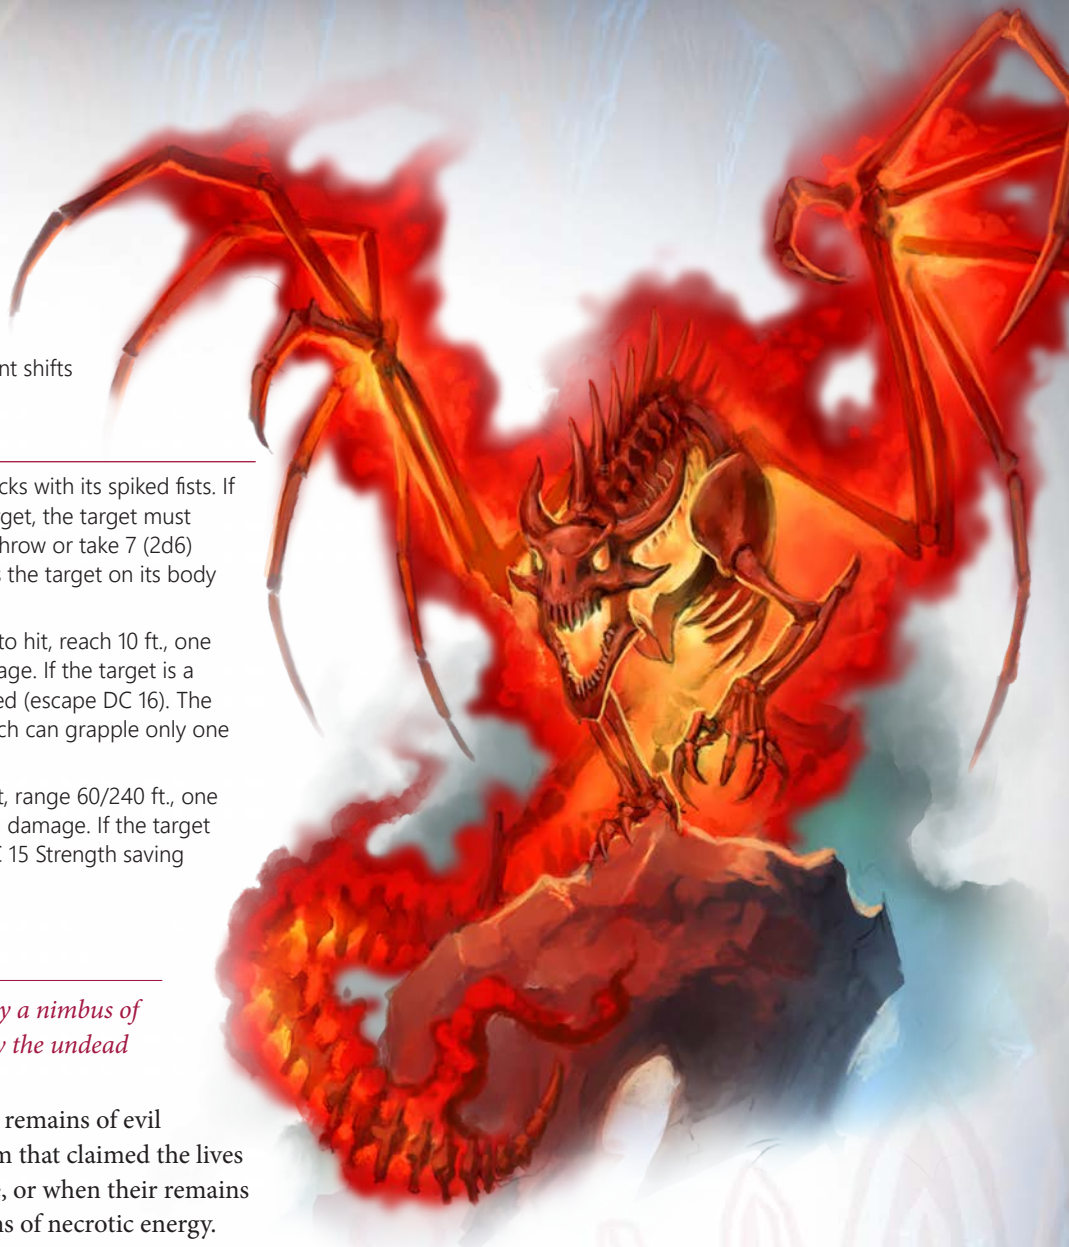 nt shifts
cks with its spiked fists. If
rget, the target must
hrow or take 7 (2d6)
s the target on its body
to hit, reach 10 ft., one
age. If the target is a
ed (escape DC 16). The
ch can grapple only one
t, range 60/240 ft., one
damage. If the target
C 15 Strength saving
y a nimbus of
y the undead
remains of evil
m that claimed the lives
e, or when their remains
ns of necrotic energy.